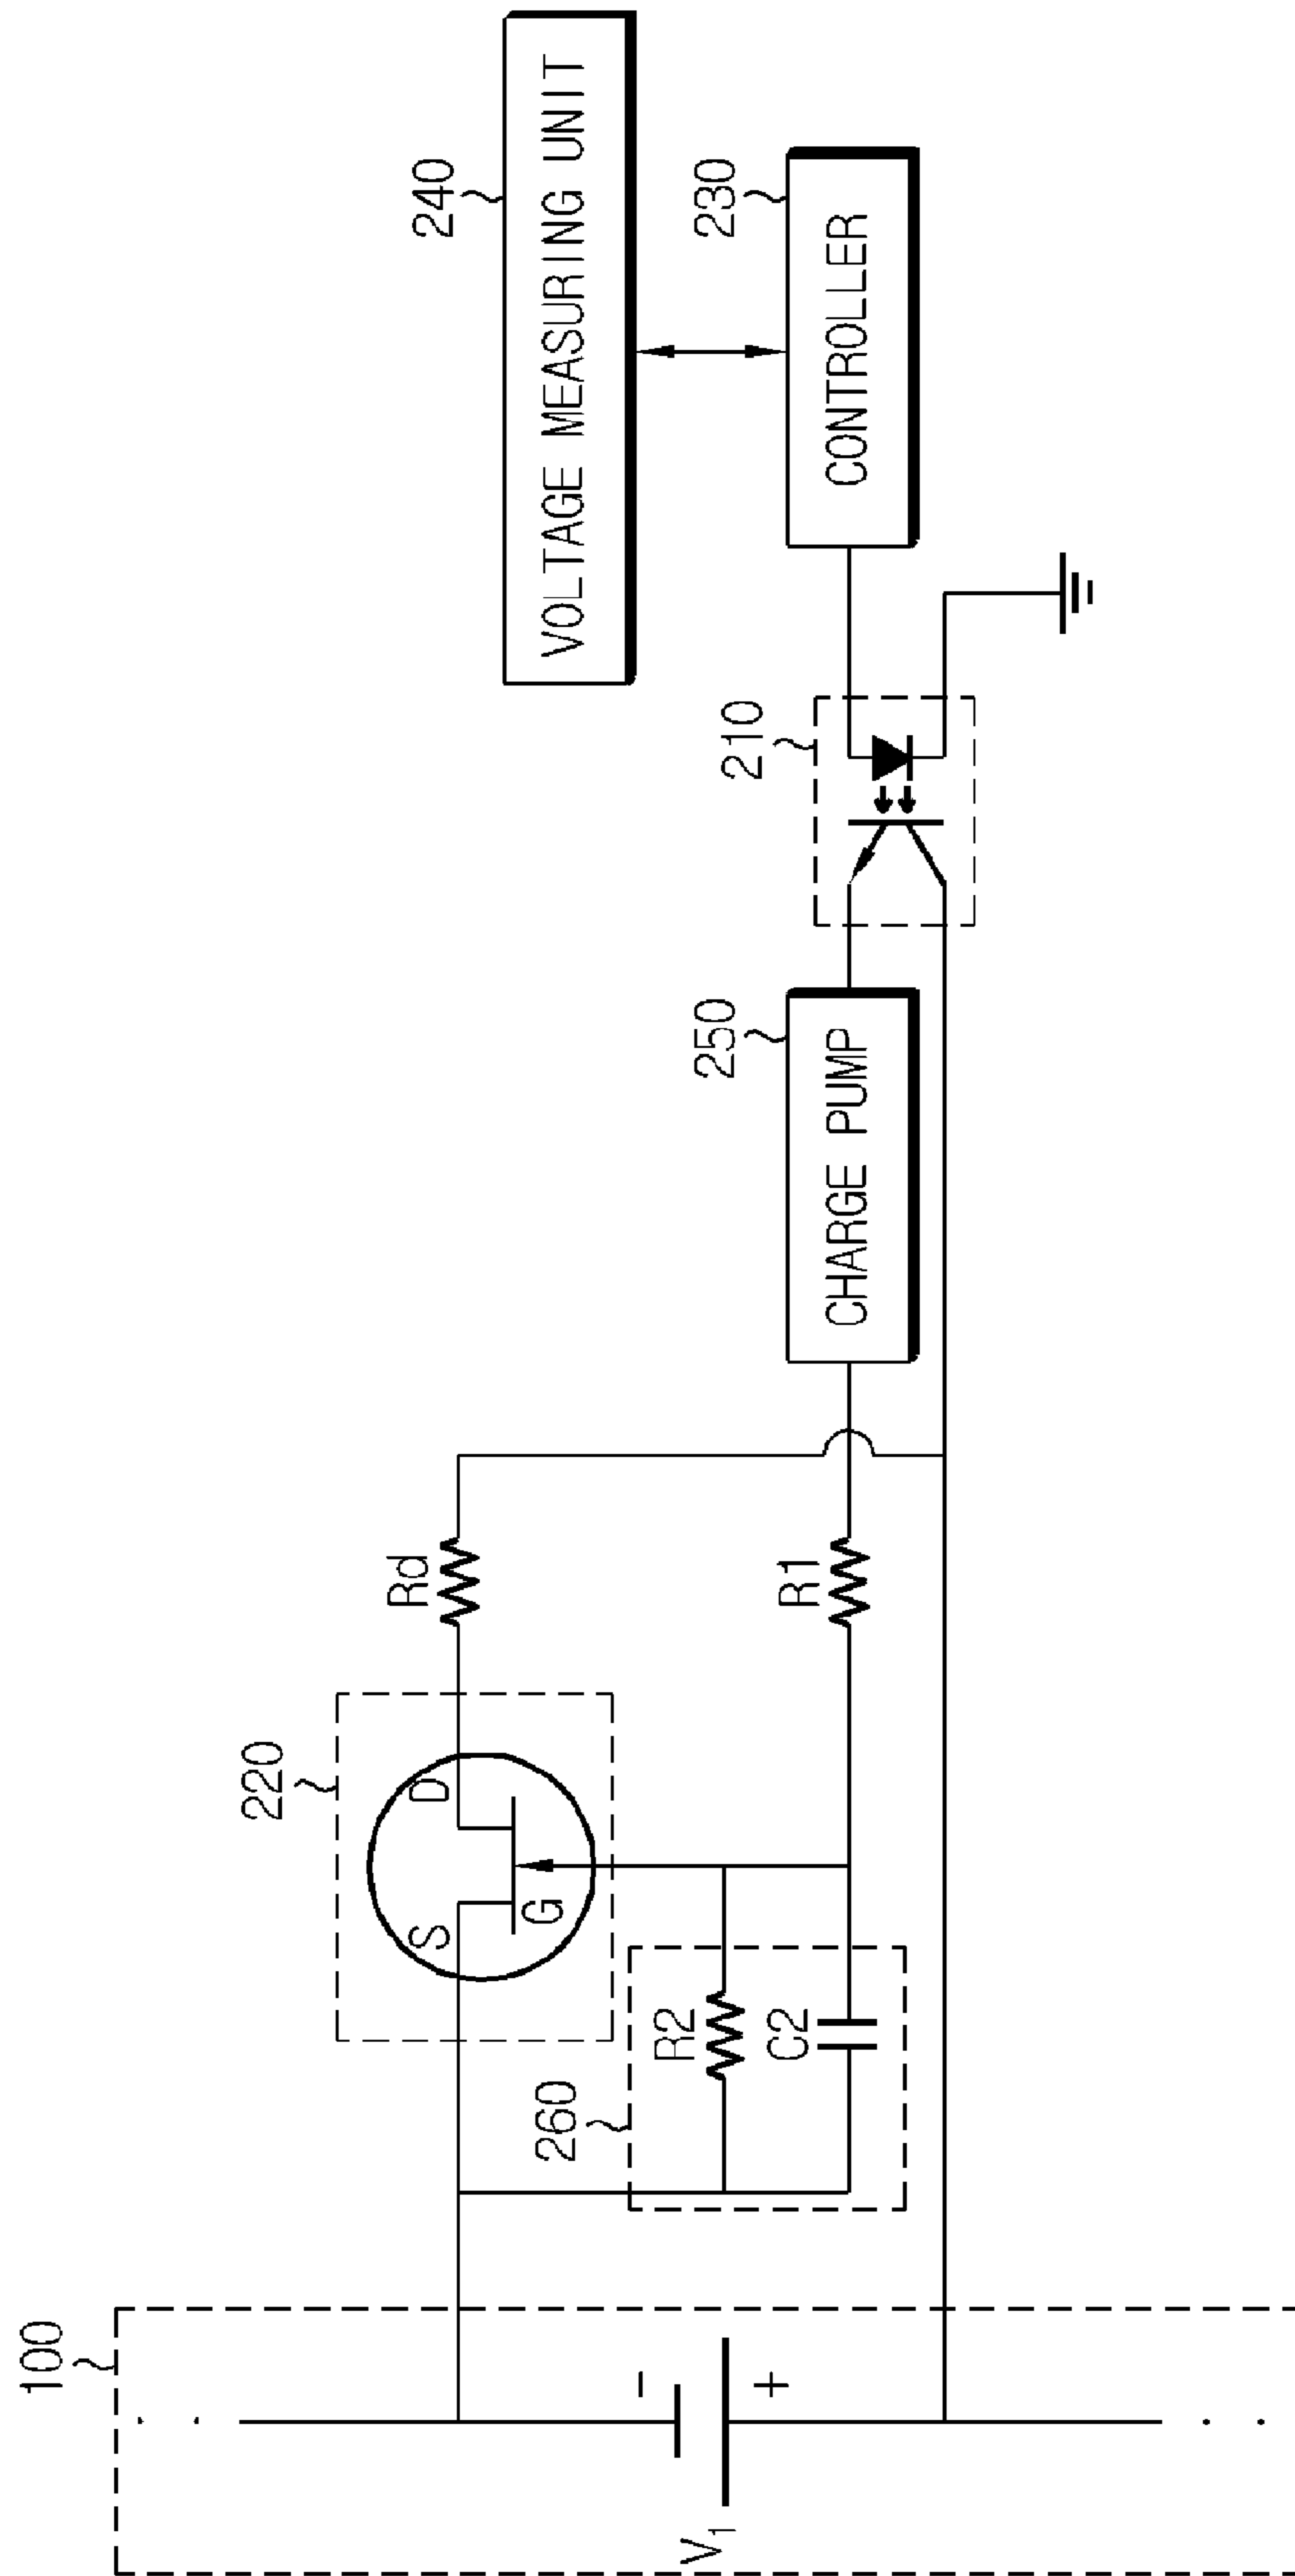 100
V1
-
+
260
R2
C2
220
S
D
G
Rd
R1
250
CHARGE PUMP
210
240
VOLTAGE MEASURING UNIT
230
CONTROLLER